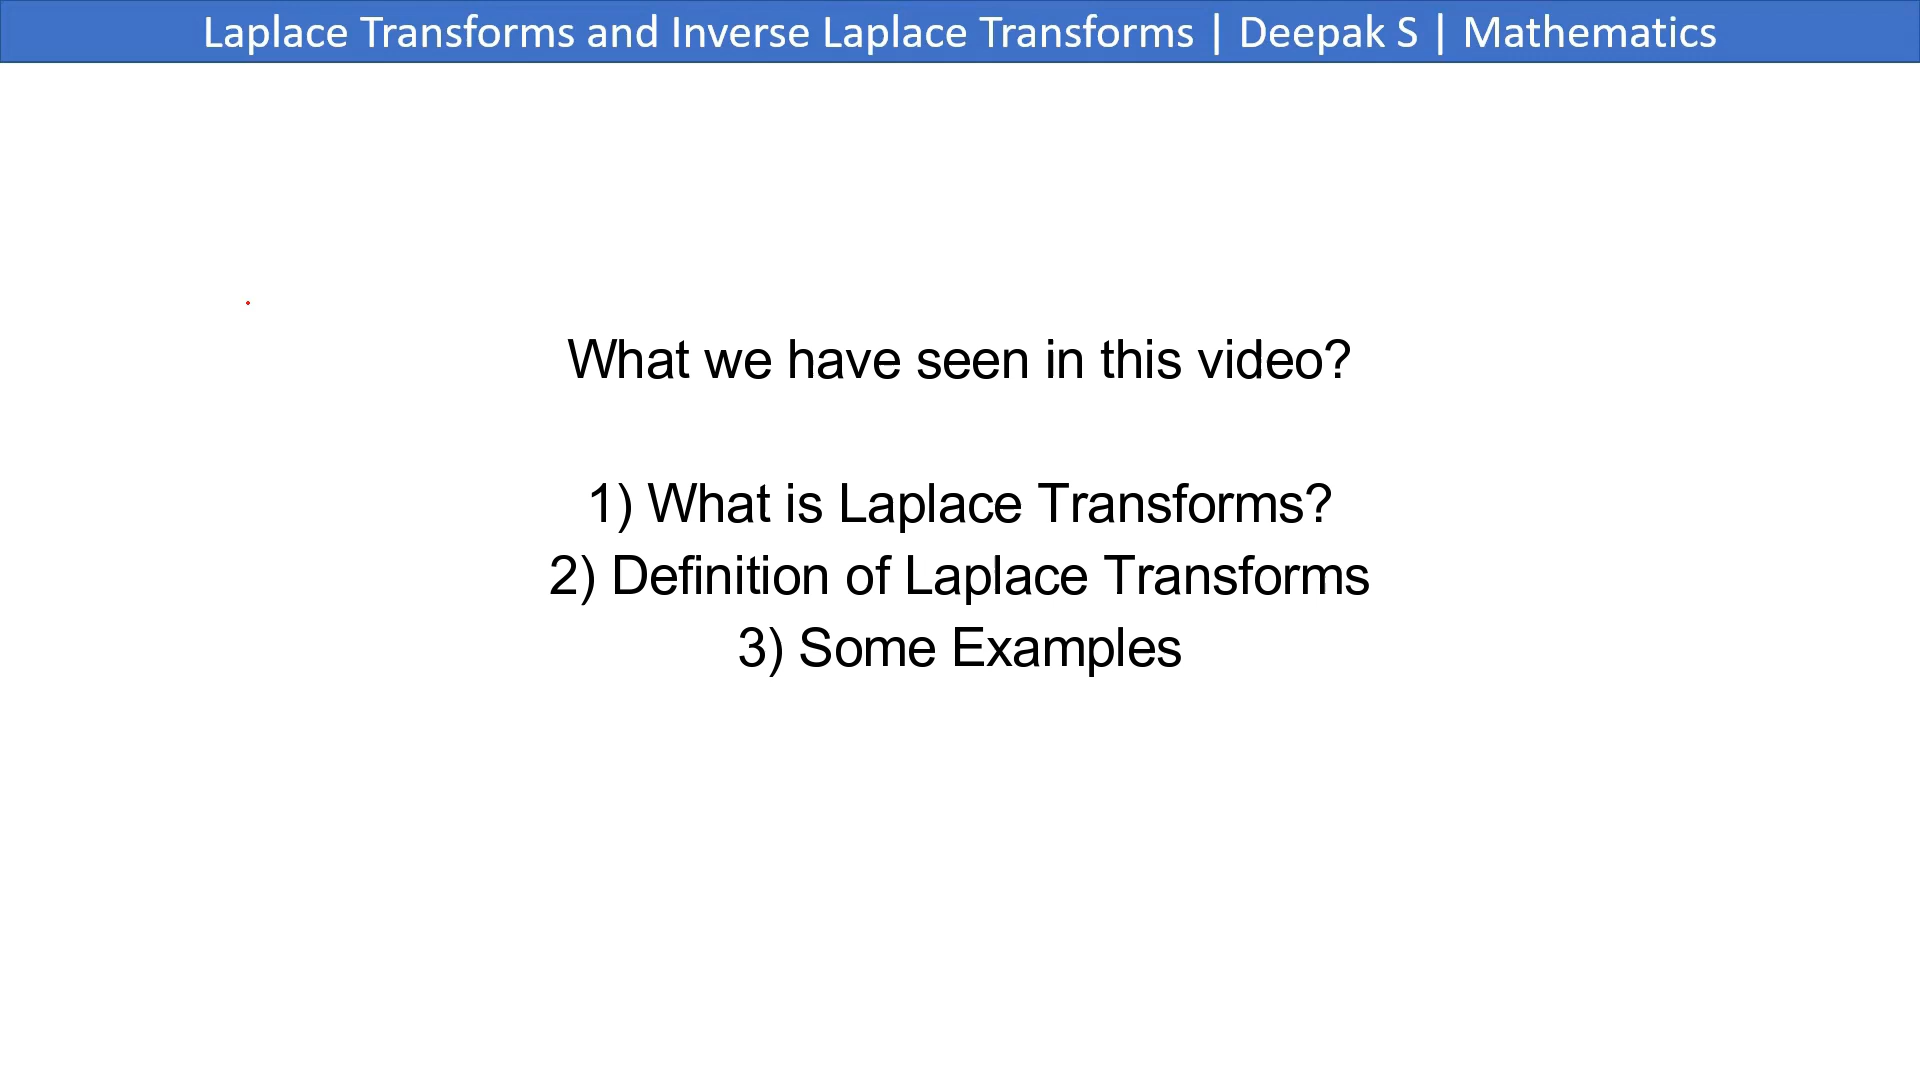 Laplace Transforms and Inverse Laplace Transforms | Deepak S | Mathematics
What we have seen in this video?
1) What is Laplace Transforms?
2) Definition of Laplace Transforms
3) Some Examples